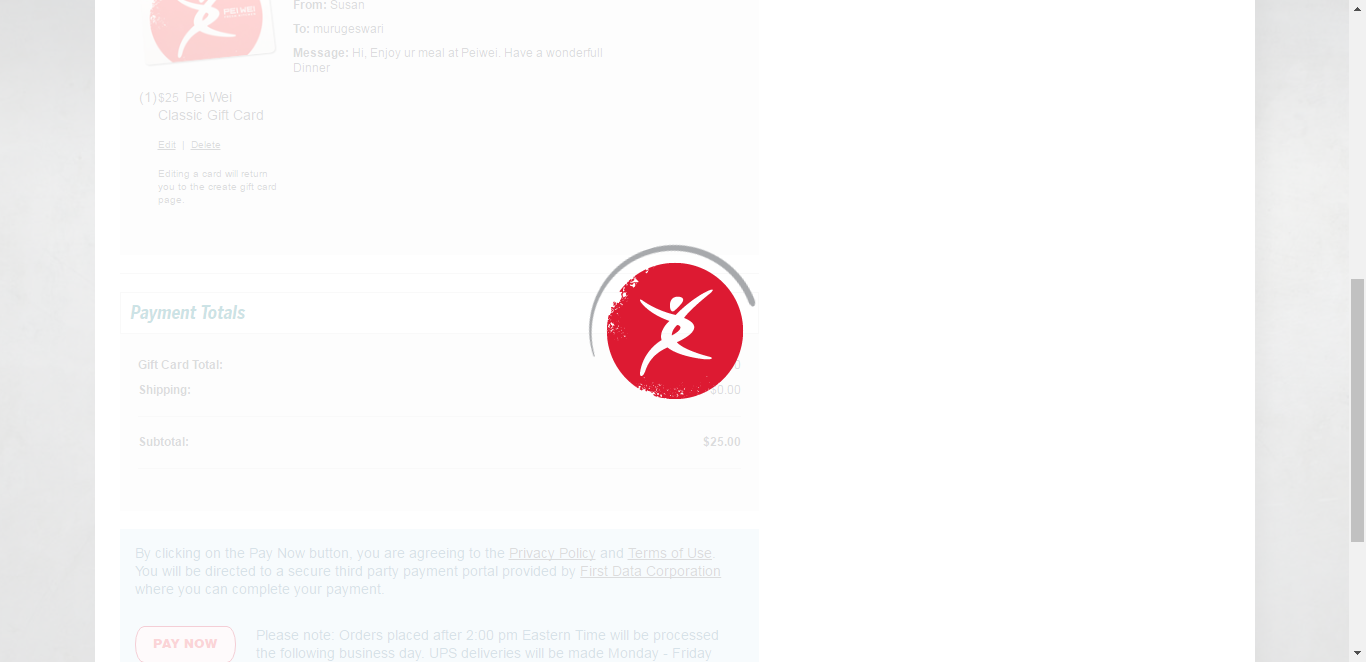 PEI WEI
From: Susan
To: murugeswari
Message: Hi, Enjoy ur meal at Peiwei. Have a wonderfull
Dinner
(1) $25 Pei Wei
Classic Gift Card
Edit | Delete
Editing a card will return
you to the create gift card
page.
Payment Totals
Gift Card Total:
Shipping: $0.00
Subtotal: $25.00
By clicking on the Pay Now button, you are agreeing to the Privacy Policy and Terms of Use.
You will be directed to a secure third party payment portal provided by First Data Corporation
where you can complete your payment.
PAY NOW
Please note: Orders placed after 2:00 pm Eastern Time will be processed
the following business day. UPS deliveries will be made Monday - Friday